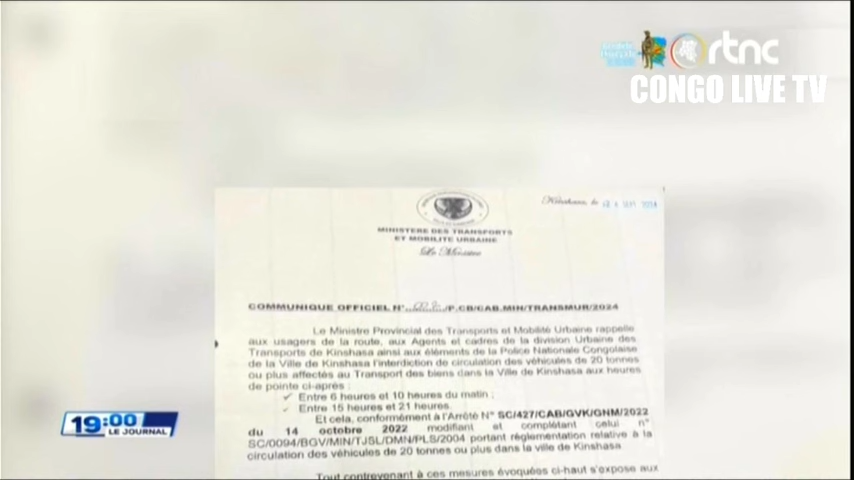 rtnc
CONGO LIVE TV
Kinshasa, le 24 SEPT 2024
MINISTERE DES TRANSPORTS
ET MOBILITE URBAINE
Le Ministre
COMMUNIQUE OFFICIEL N° /P.CB/CAB.MIN/TRANSMUR/2024
Le Ministre Provincial des Transports et Mobilité Urbaine rappelle
aux usagers de la route, aux Agents et cadres de la division Urbaine des
Transports de Kinshasa ainsi aux éléments de la Police Nationale Congolaise
de la Ville de Kinshasa l'interdiction de circulation des véhicules de 20 tonnes
ou plus affectés au Transport des biens dans la Ville de Kinshasa aux heures
de pointe ci-après :
✓ Entre 6 heures et 10 heures du matin ;
✓ Entre 15 heures et 21 heures.
Et cela, conformément à l'Arrêté N° SC/427/CAB/GVK/GNM/2022
du 14 octobre 2022 modifiant et complétant celui n°
SC/0094/BGV/MIN/TJSL/DMN/PLS/2004 portant réglementation relative à la
circulation des véhicules de 20 tonnes ou plus dans la ville de Kinshasa
Tout contrevenant à ces mesures évoquées ci-haut s'expose aux
19:00
LE JOURNAL